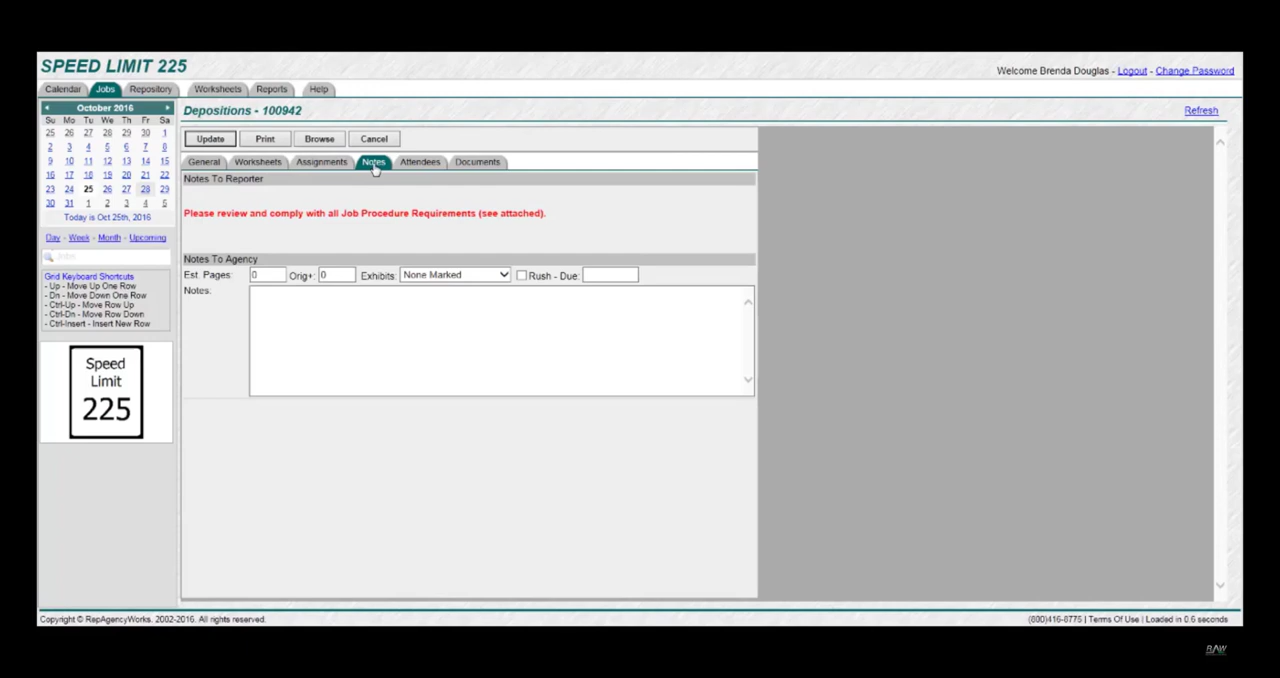 SPEED LIMIT 225
Welcome Brenda Douglas - Logout - Change Password
Calendar Jobs Repository Worksheets Reports Help
October 2016
Su Mo Tu We Th Fr Sa
25 26 27 28 29 30 1
2 3 4 5 6 7 8
9 10 11 12 13 14 15
16 17 18 19 20 21 22
23 24 25 26 27 28 29
30 31 1 2 3 4 5
Today is Oct 25th, 2016
Day - Week - Month - Upcoming
Jobs
Grid Keyboard Shortcuts
- Up - Move Up One Row
- Dn - Move Down One Row
- Ctrl-Up - Move Row Up
- Ctrl-Dn - Move Row Down
- Ctrl-Insert - Insert New Row
Speed
Limit
225
Depositions - 100942
Refresh
Update Print Browse Cancel
General Worksheets Assignments Notes Attendees Documents
Notes To Reporter
Please review and comply with all Job Procedure Requirements (see attached).
Notes To Agency
Est. Pages: 0 Orig+: 0 Exhibits: None Marked Rush - Due:
Notes:
Copyright © RepAgencyWorks. 2002-2016. All rights reserved.
(800)416-8775 | Terms Of Use | Loaded in 0.6 seconds
RAW